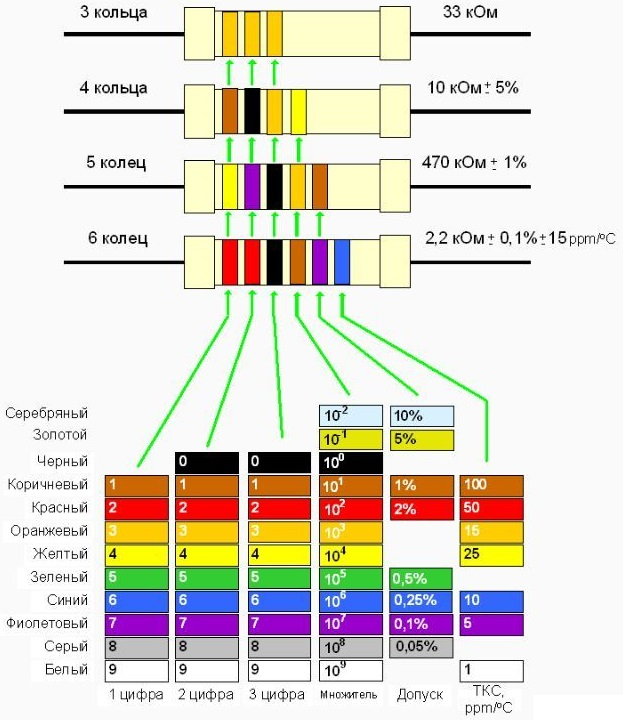 3 кольца 33 кОм
4 кольца 10 кОм ± 5%
5 колец 470 кОм ± 1%
6 колец 2,2 кОм ± 0,1% ± 15 ppm/°C
Серебряный 10⁻² 10%
Золотой 10⁻¹ 5%
Черный 0 0 10⁰
Коричневый 1 1 1 10¹ 1% 100
Красный 2 2 2 10² 2% 50
Оранжевый 3 3 3 10³ 15
Желтый 4 4 4 10⁴ 25
Зеленый 5 5 5 10⁵ 0,5%
Синий 6 6 6 10⁶ 0,25% 10
Фиолетовый 7 7 7 10⁷ 0,1% 5
Серый 8 8 8 10⁸ 0,05%
Белый 9 9 9 10⁹ 1
1 цифра 2 цифра 3 цифра Множитель Допуск ТКС,
ppm/°C